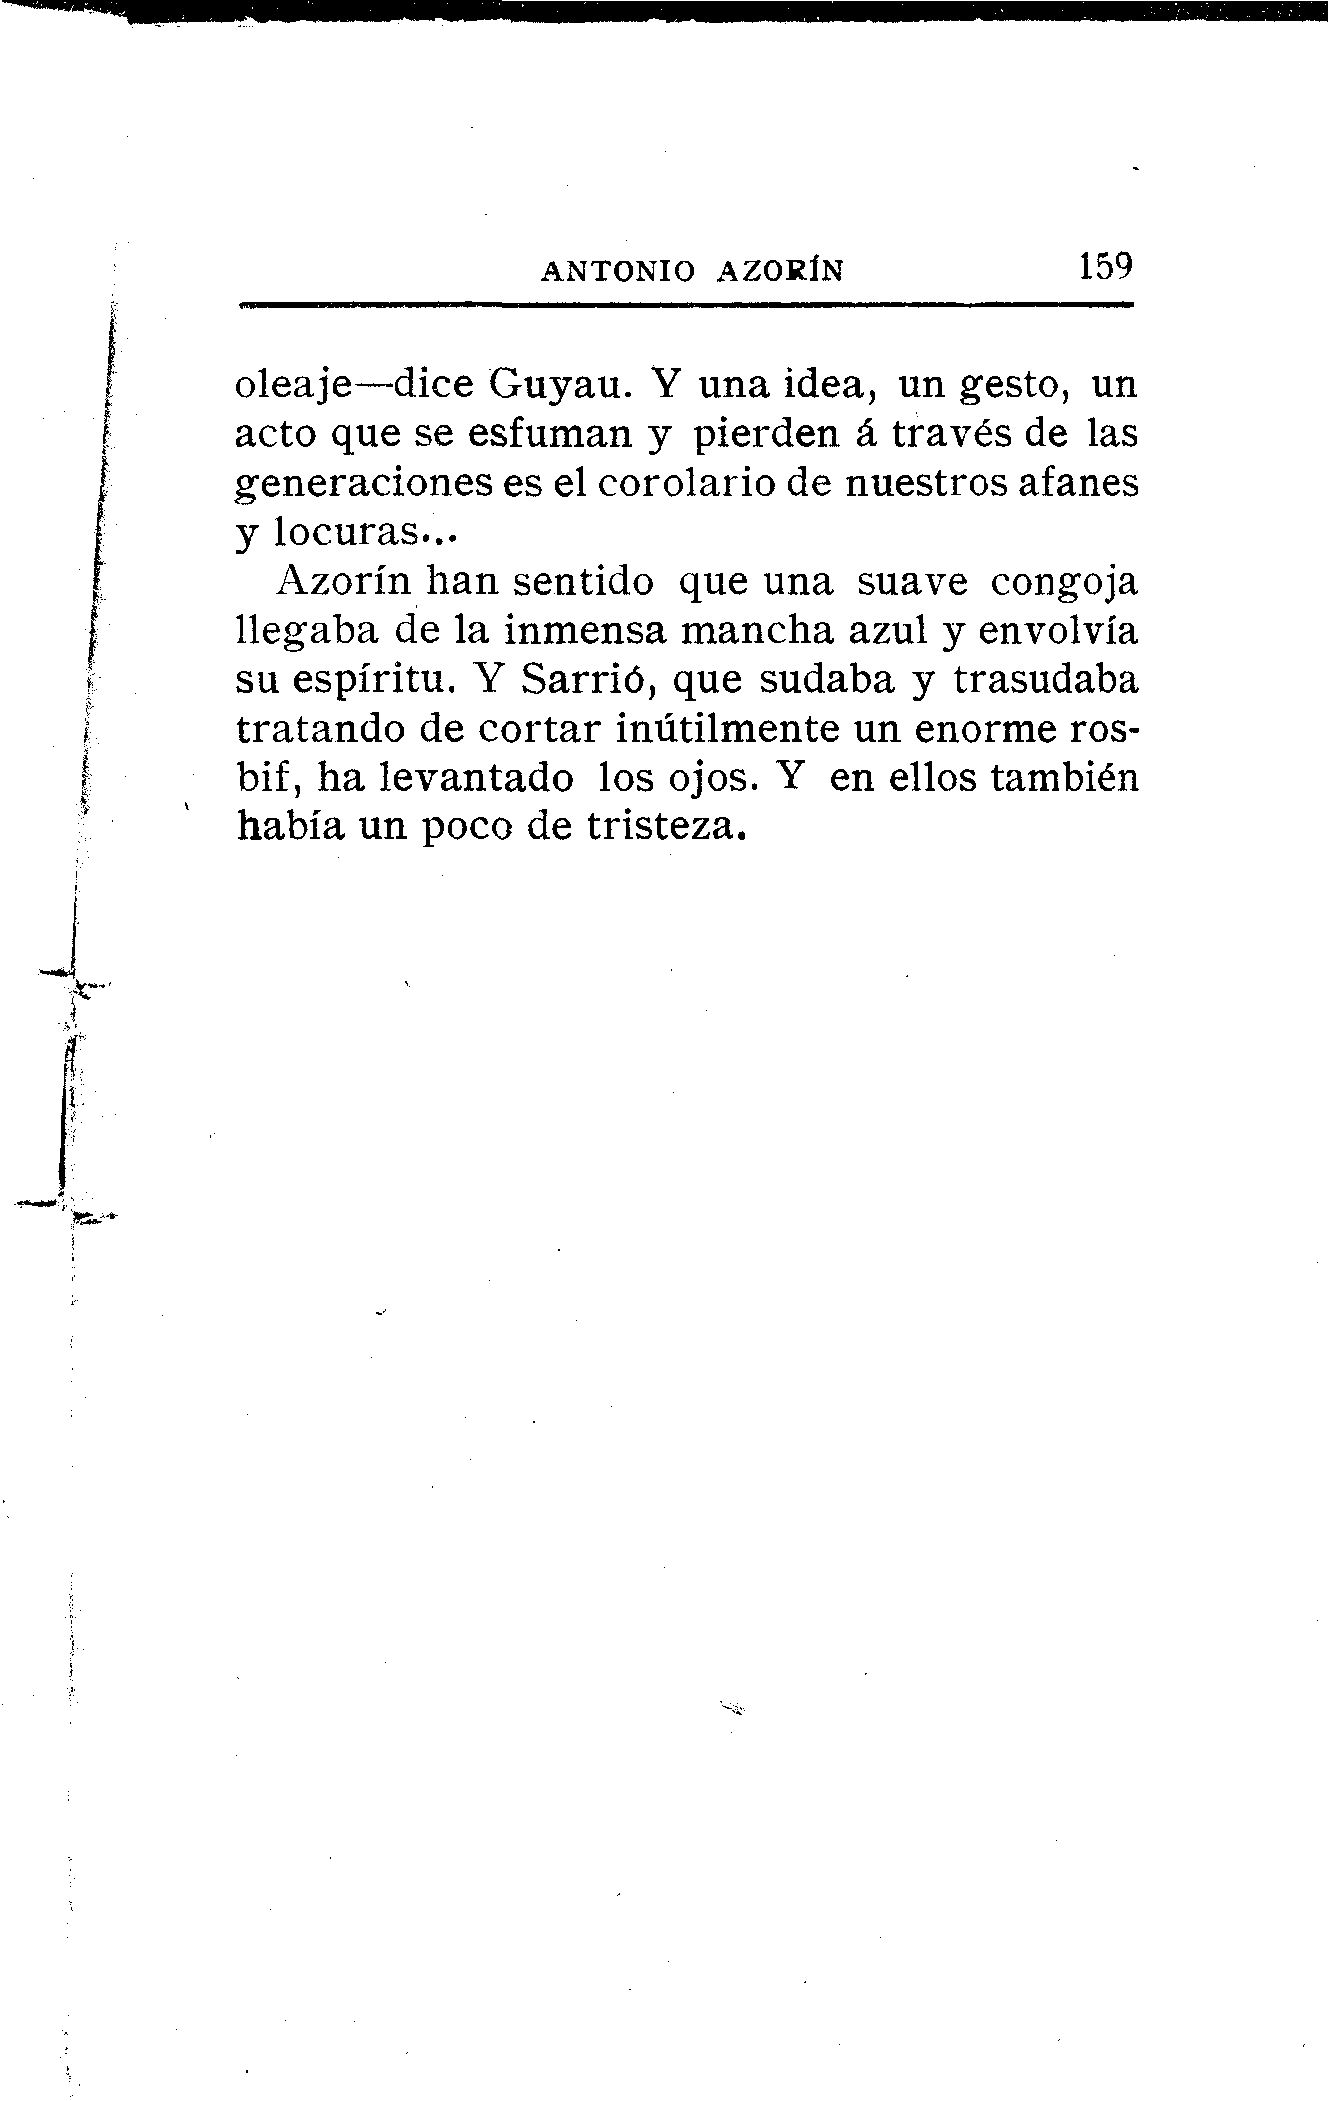 ANTONIO AZORÍN 159
oleaje—dice Guyau. Y una idea, un gesto, un
acto que se esfuman y pierden á través de las
generaciones es el corolario de nuestros afanes
y locuras...
Azorín han sentido que una suave congoja
llegaba de la inmensa mancha azul y envolvía
su espíritu. Y Sarrió, que sudaba y trasudaba
tratando de cortar inútilmente un enorme ros-
bif, ha levantado los ojos. Y en ellos también
había un poco de tristeza.